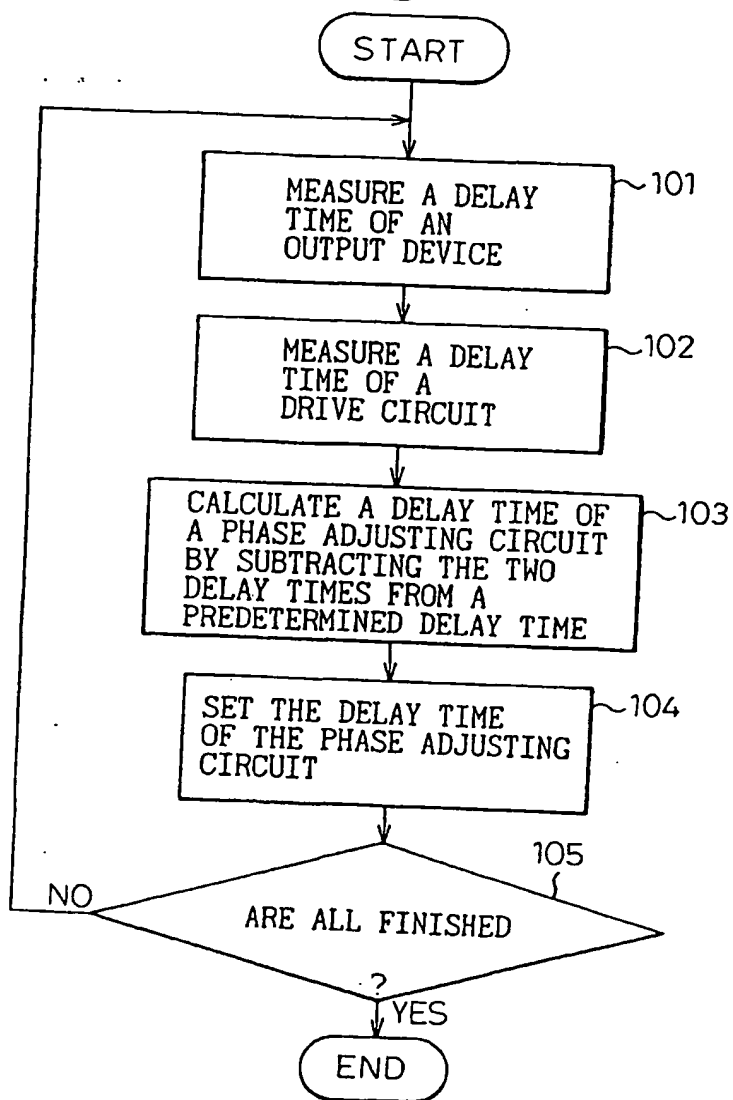 START
MEASURE A DELAY
TIME OF AN
OUTPUT DEVICE
101
MEASURE A DELAY
TIME OF A
DRIVE CIRCUIT
102
CALCULATE A DELAY TIME OF
A PHASE ADJUSTING CIRCUIT
BY SUBTRACTING THE TWO
DELAY TIMES FROM A
PREDETERMINED DELAY TIME
103
SET THE DELAY TIME
OF THE PHASE ADJUSTING
CIRCUIT
104
105
NO
ARE ALL FINISHED
?
YES
END